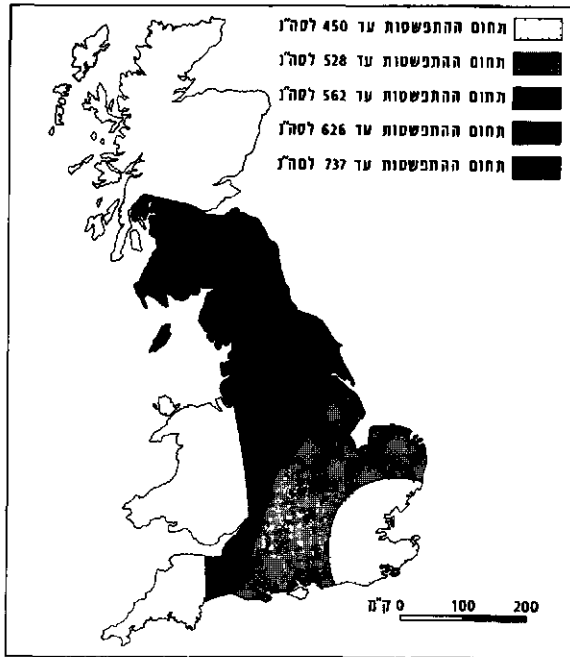 תחום ההתפשטות עד 450 לסה"נ
תחום ההתפשטות עד 528 לסה"נ
תחום ההתפשטות עד 562 לסה"נ
תחום ההתפשטות עד 626 לסה"נ
תחום ההתפשטות עד 737 לסה"נ
ק"מ 0 100 200